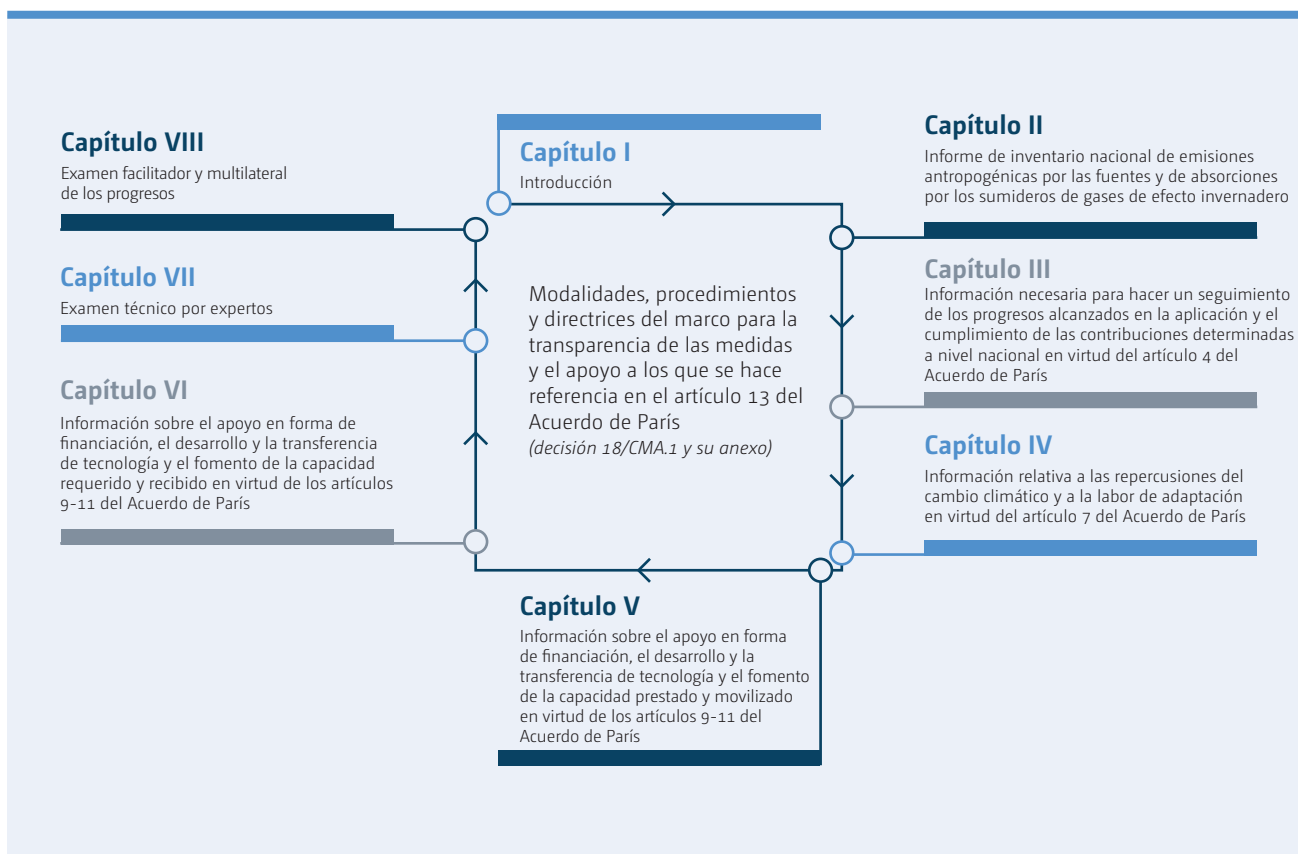 Capítulo I
Introducción
Capítulo II
Informe de inventario nacional de emisiones
antropogénicas por las fuentes y de absorciones
por los sumideros de gases de efecto invernadero
Capítulo III
Información necesaria para hacer un seguimiento
de los progresos alcanzados en la aplicación y el
cumplimiento de las contribuciones determinadas
a nivel nacional en virtud del artículo 4 del
Acuerdo de París
Capítulo IV
Información relativa a las repercusiones del
cambio climático y a la labor de adaptación
en virtud del artículo 7 del Acuerdo de París
Capítulo V
Información sobre el apoyo en forma
de financiación, el desarrollo y la
transferencia de tecnología y el fomento
de la capacidad prestado y movilizado
en virtud de los artículos 9-11 del
Acuerdo de París
Capítulo VI
Información sobre el apoyo en forma de
financiación, el desarrollo y la transferencia
de tecnología y el fomento de la capacidad
requerido y recibido en virtud de los artículos
9-11 del Acuerdo de París
Capítulo VII
Examen técnico por expertos
Capítulo VIII
Examen facilitador y multilateral
de los progresos
Modalidades, procedimientos
y directrices del marco para la
transparencia de las medidas
y el apoyo a los que se hace
referencia en el artículo 13 del
Acuerdo de París
(decisión 18/CMA.1 y su anexo)